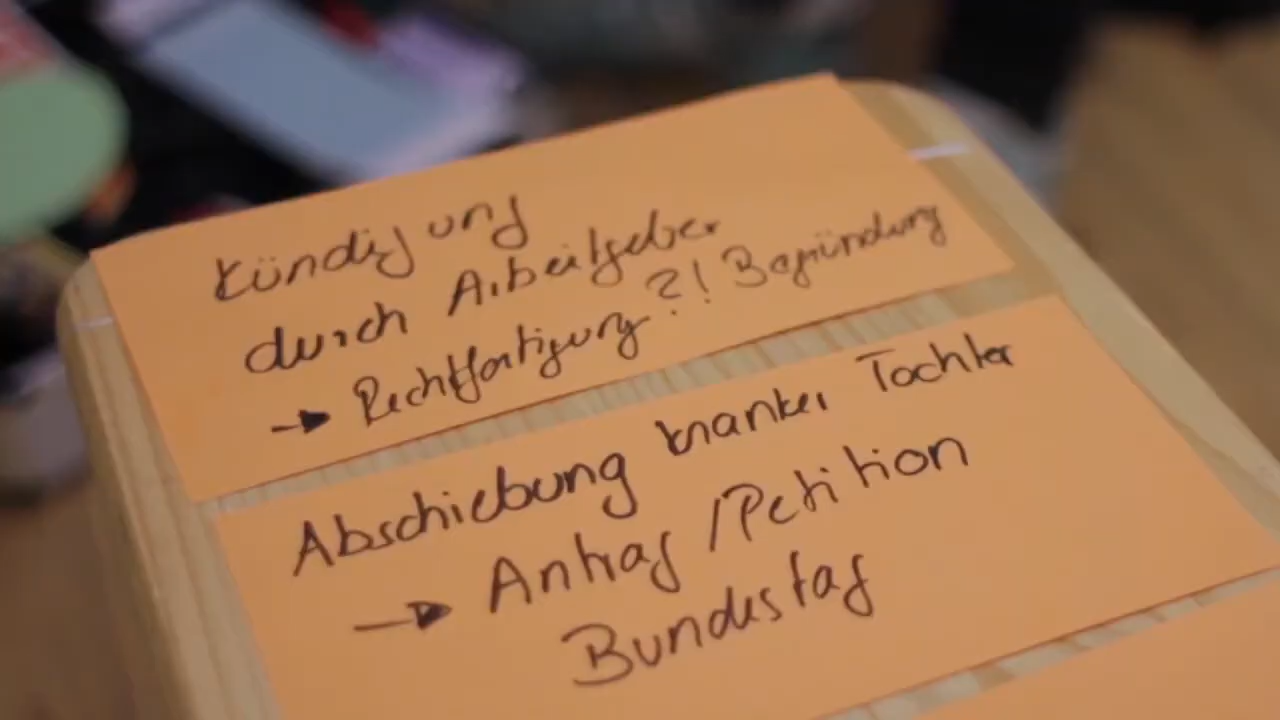 Kündigung
durch Arbeitgeber
→ Rechtfertigung?! Begründung
Abschiebung kranker Tochter
→ Antrag / Petition
Bundestag